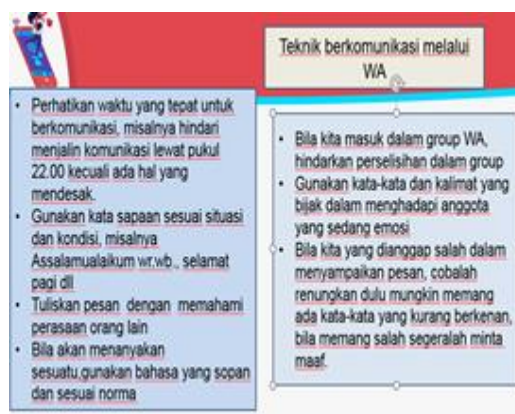 Teknik berkomunikasi melalui
WA
• Perhatikan waktu yang tepat untuk
berkomunikasi, misalnya hindari
menjalin komunikasi lewat pukul
22.00 kecuali ada hal yang
mendesak.
• Gunakan kata sapaan sesuai situasi
dan kondisi, misalnya
Assalamualaikum wr.wb., selamat
pagi dll
• Tuliskan pesan dengan memahami
perasaan orang lain
• Bila akan menanyakan
sesuatu,gunakan bahasa yang sopan
dan sesuai norma
• Bila kita masuk dalam group WA,
hindarkan perselisihan dalam group
• Gunakan kata-kata dan kalimat yang
bijak dalam menghadapi anggota
yang sedang emosi
• Bila kita yang dianggap salah dalam
menyampaikan pesan, cobalah
renungkan dulu mungkin memang
ada kata-kata yang kurang berkenan,
bila memang salah segeralah minta
maaf.